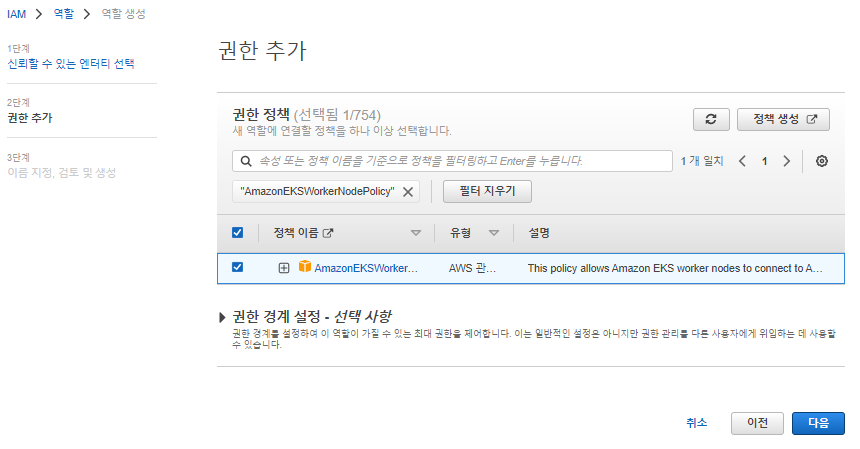 IAM > 역할 > 역할 생성
1단계
신뢰할 수 있는 엔터티 선택
2단계
권한 추가
3단계
이름 지정, 검토 및 생성
권한 추가
권한 정책 (선택됨 1/754)
새 역할에 연결할 정책을 하나 이상 선택합니다.
정책 생성
속성 또는 정책 이름을 기준으로 정책을 필터링하고 Enter를 누릅니다.
1 개 일치 < 1 >
"AmazonEKSWorkerNodePolicy" ✕ 필터 지우기
정책 이름 유형 설명
AmazonEKSWorker... AWS 관... This policy allows Amazon EKS worker nodes to connect to A...
권한 경계 설정 - 선택 사항
권한 경계를 설정하여 이 역할이 가질 수 있는 최대 권한을 제어합니다. 이는 일반적인 설정은 아니지만 권한 관리를 다른 사용자에게 위임하는 데 사용할
수 있습니다.
취소 이전 다음